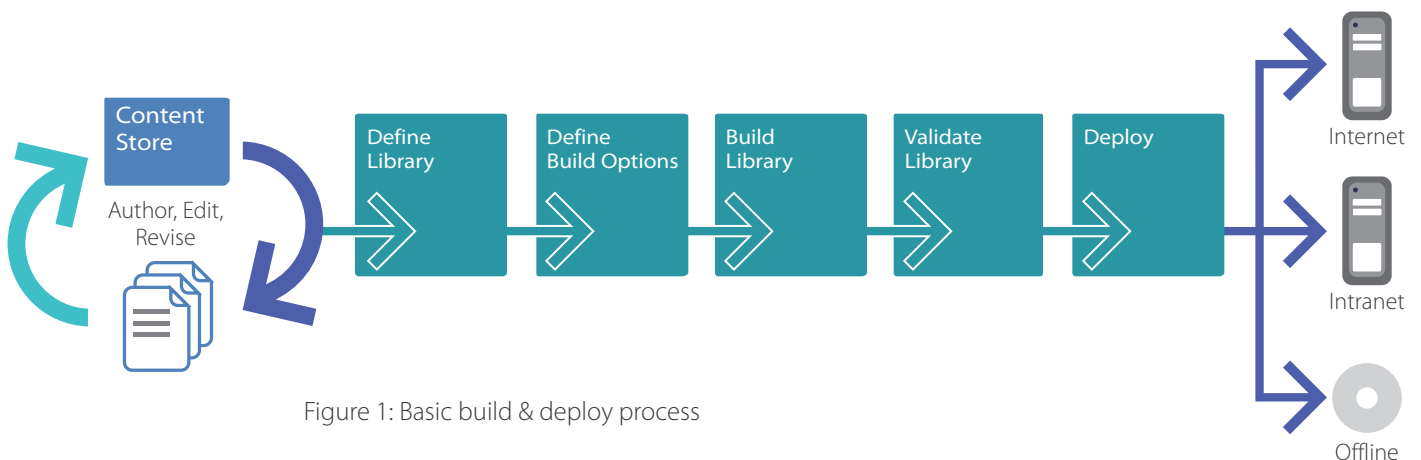 Content
Store
Author, Edit,
Revise
Define
Library
Define
Build Options
Build
Library
Validate
Library
Deploy
Internet
Intranet
Offline
Figure 1: Basic build & deploy process